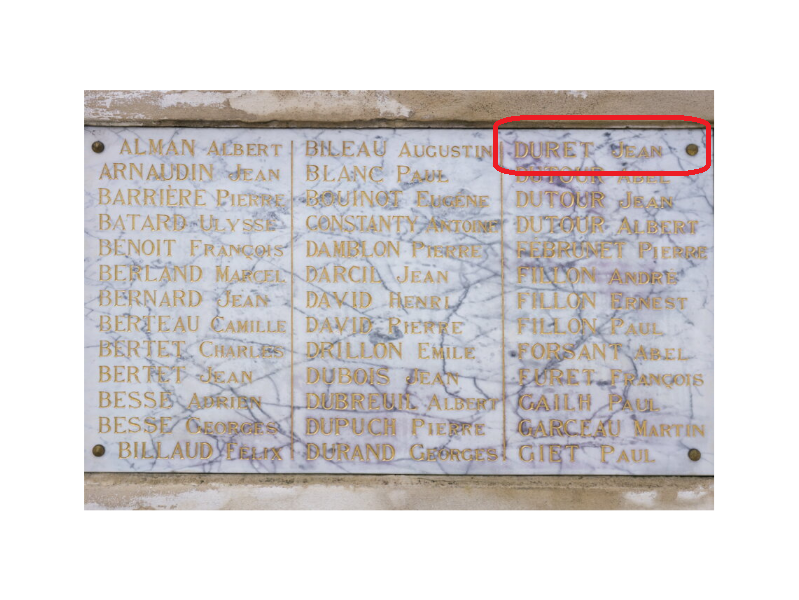 ALMAN ALBERT
ARNAUDIN JEAN
BARRIÈRE PIERRE
BATARD ULYSSE
BENOIT FRANÇOIS
BERLAND MARCEL
BERNARD JEAN
BERTEAU CAMILLE
BERTET CHARLES
BERTET JEAN
BESSE ADRIEN
BESSE GEORGES
BILLAUD FELIX
BILEAU AUGUSTIN
BLANC PAUL
BOUINOT EUGÈNE
CONSTANTY ANTOINE
DAMBLON PIERRE
DARCIL JEAN
DAVID HENRI
DAVID PIERRE
DRILLON EMILE
DUBOIS JEAN
DUBREUIL ALBERT
DUPUCH PIERRE
DURAND GEORGES
DURET JEAN
DUTOUR ABEL
DUTOUR JEAN
DUTOUR ALBERT
FEBRUNET PIERRE
FILLON ANDRÉ
FILLON ERNEST
FILLON PAUL
FORSANT ABEL
FURET FRANÇOIS
GAILH PAUL
GARCEAU MARTIN
GIET PAUL